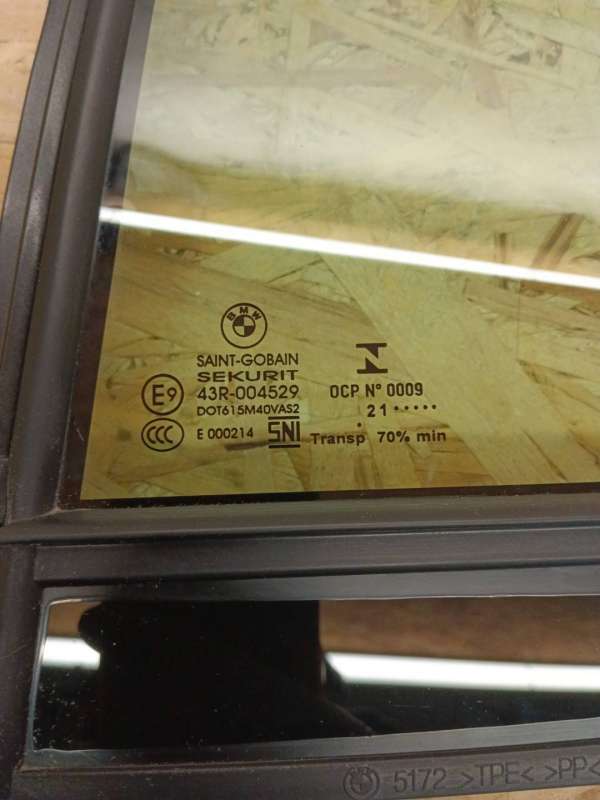 BMW
SAINT-GOBAIN
SEKURIT
E9 43R-004529
DOT615M40VAS2
CCC E 000214 SNI
N
OCP N° 0009
21 •••••
•
Transp 70% min
5172 >TPE< >PP<